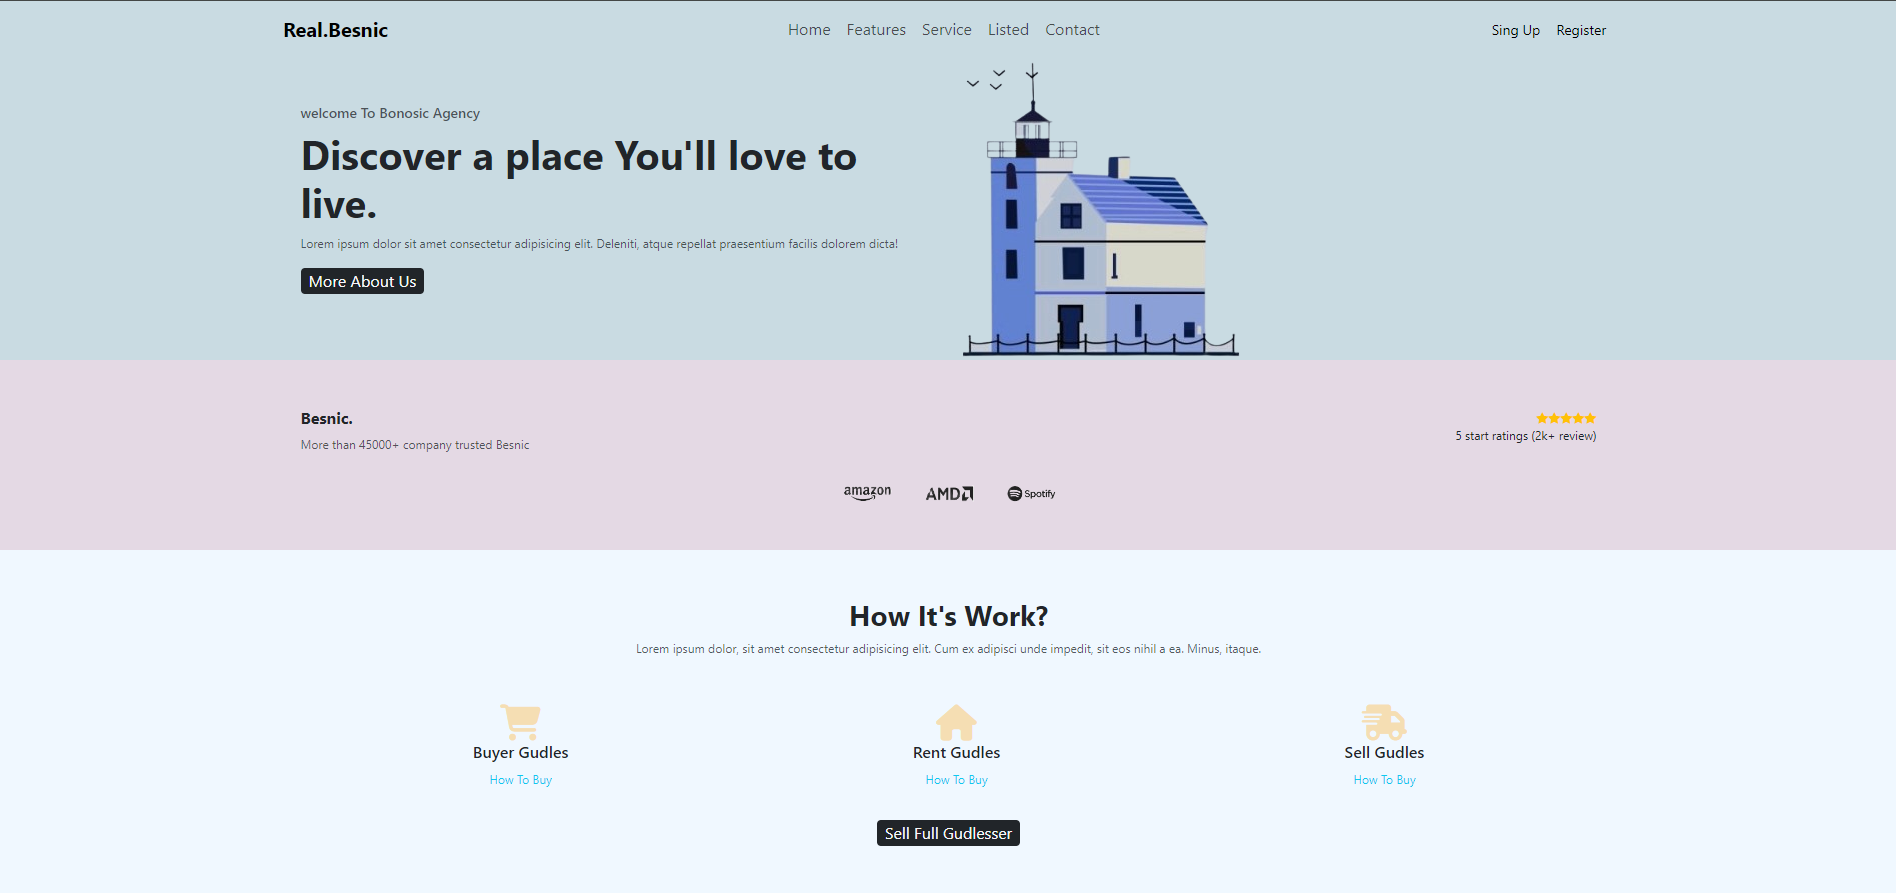 Real.Besnic
Home Features Service Listed Contact
Sing Up Register
welcome To Bonosic Agency
Discover a place You'll love to
live.
Lorem ipsum dolor sit amet consectetur adipisicing elit. Deleniti, atque repellat praesentium facilis dolorem dicta!
More About Us
Besnic.
More than 45000+ company trusted Besnic
5 start ratings (2k+ review)
amazon AMD Spotify
How It's Work?
Lorem ipsum dolor, sit amet consectetur adipisicing elit. Cum ex adipisci unde impedit, sit eos nihil a ea. Minus, itaque.
Buyer Gudles
How To Buy
Rent Gudles
How To Buy
Sell Gudles
How To Buy
Sell Full Gudlesser